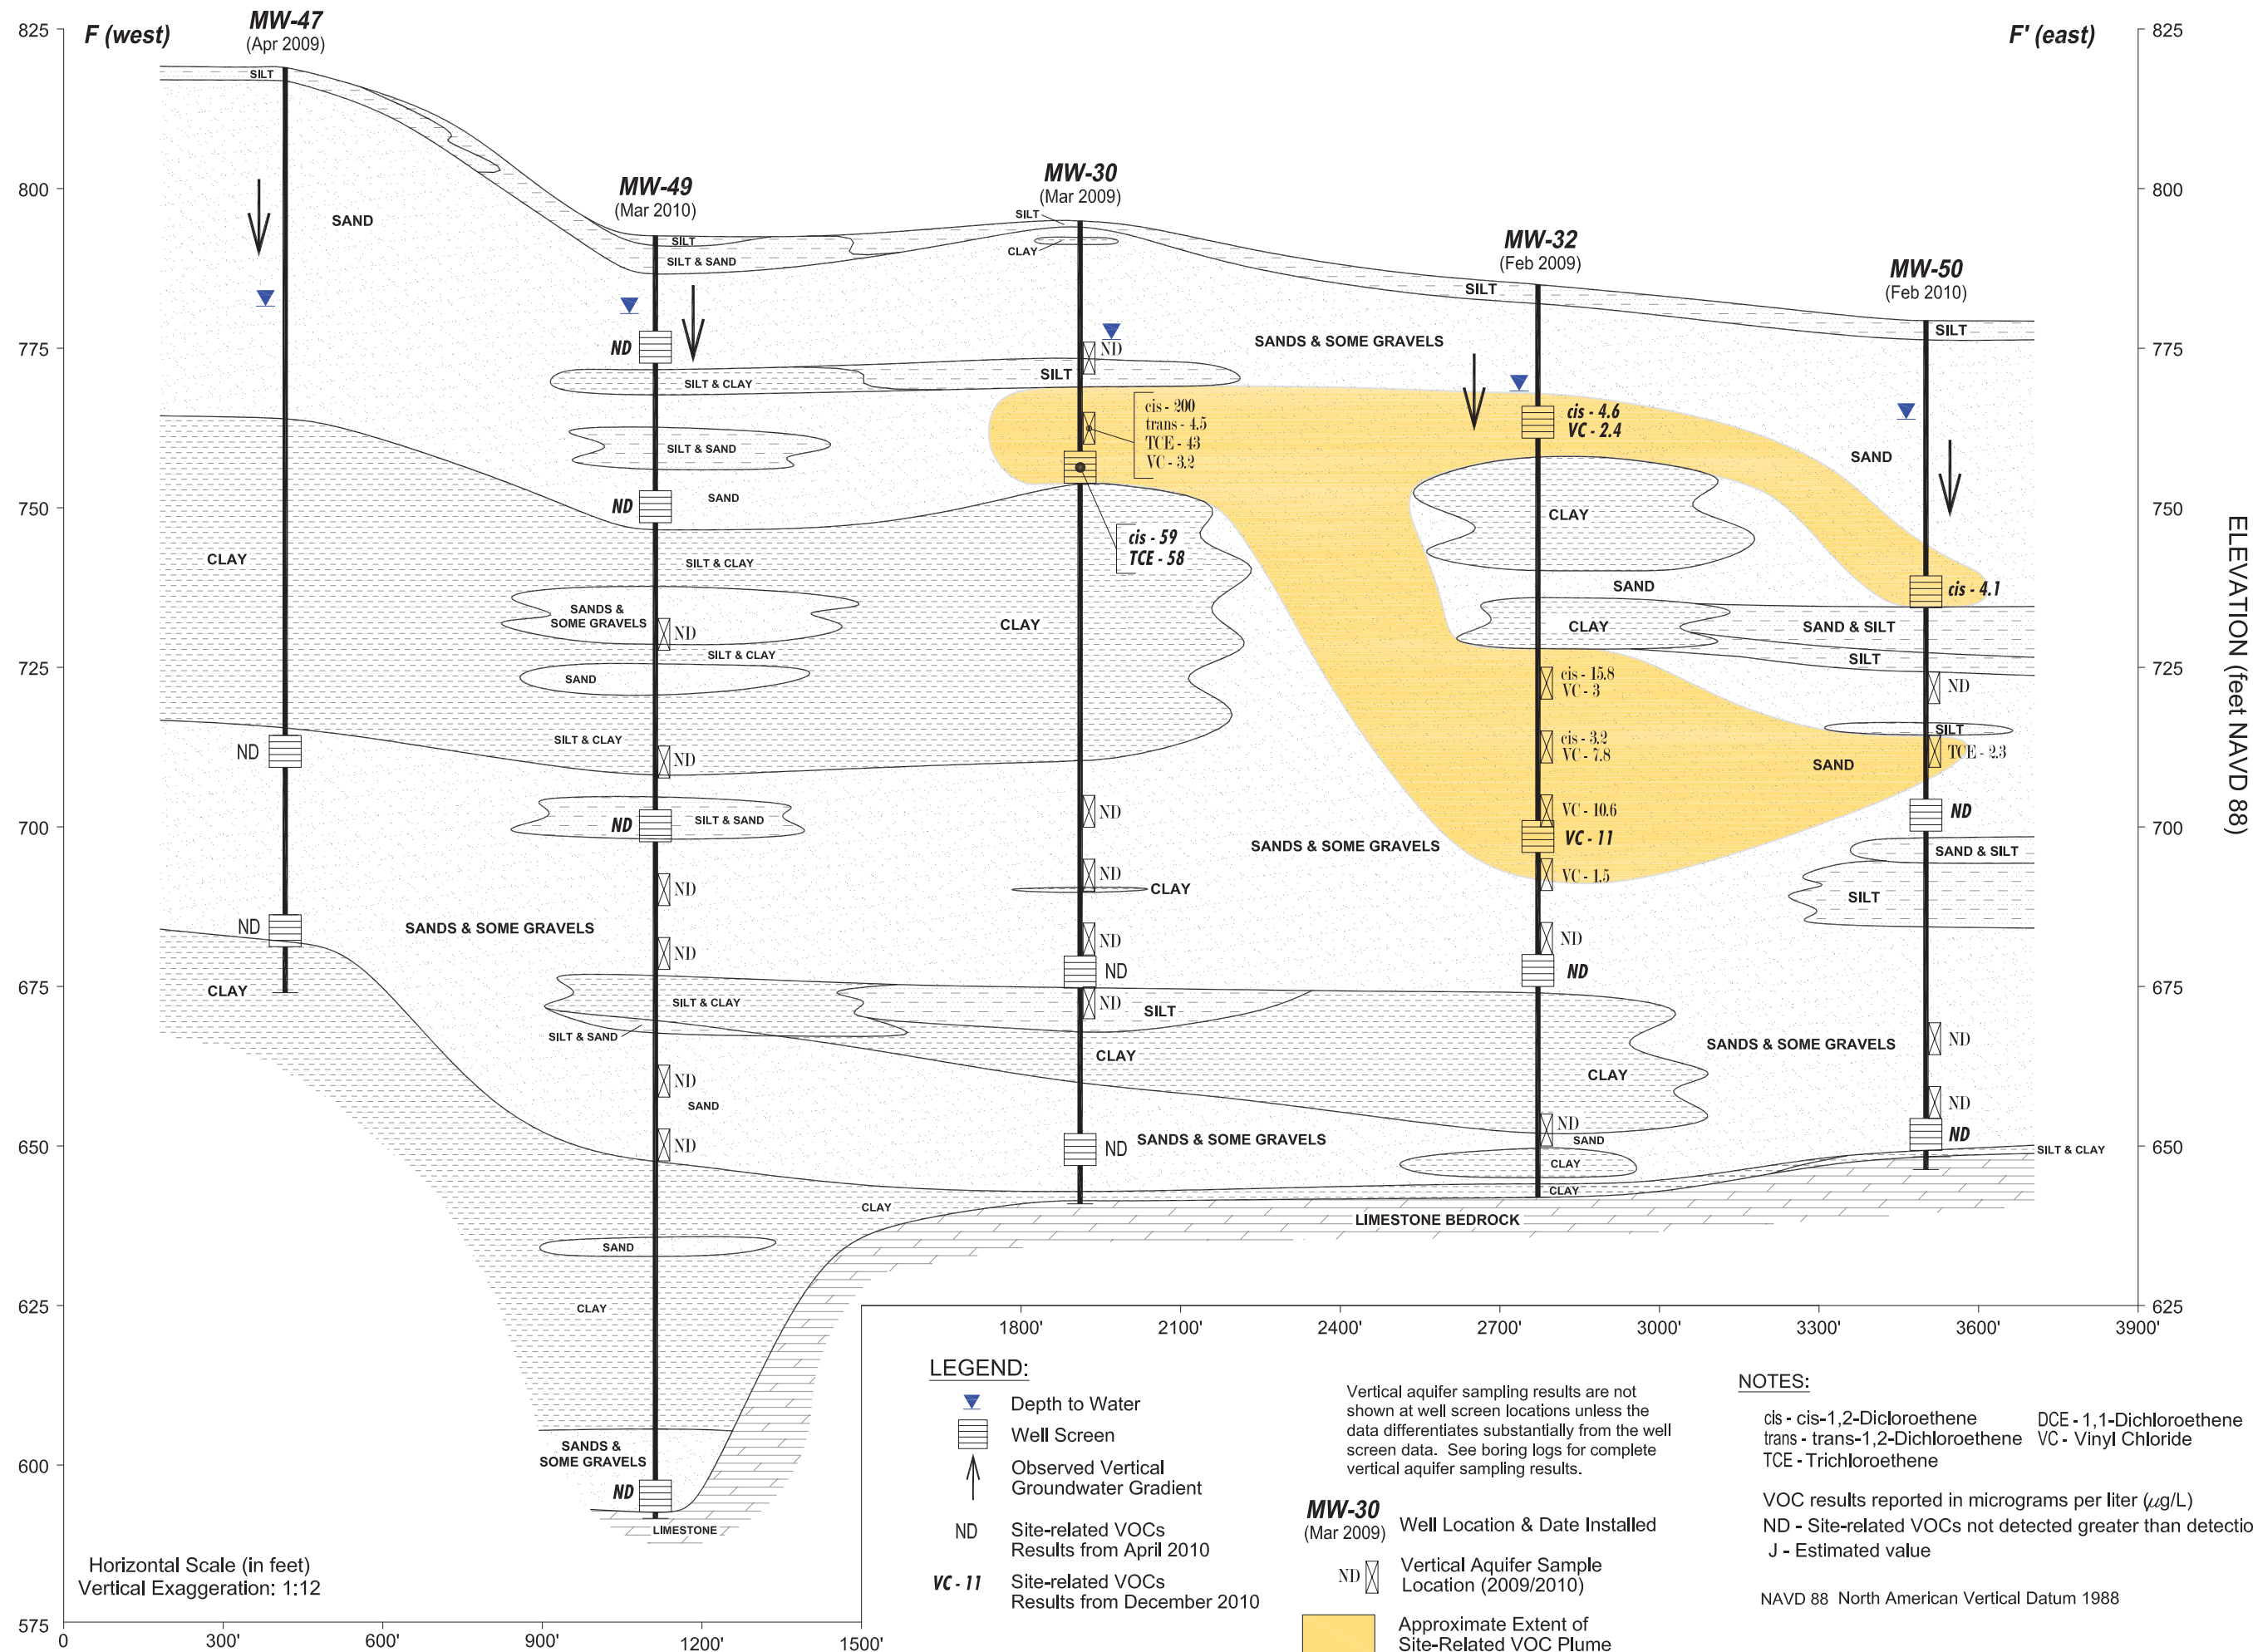 F (west)
F' (east)
MW-47
(Apr 2009)
MW-49
(Mar 2010)
MW-30
(Mar 2009)
MW-32
(Feb 2009)
MW-50
(Feb 2010)
825
800
775
750
725
700
675
650
625
600
575
825
800
775
750
725
700
675
650
625
ELEVATION (feet NAVD 88)
SILT
SAND
CLAY
ND
ND
CLAY
SILT
SILT & SAND
ND
SILT & CLAY
SILT & SAND
ND
SAND
SILT & CLAY
SANDS &
SOME GRAVELS
ND
SILT & CLAY
SAND
SILT & CLAY
ND
ND
SILT & SAND
ND
SANDS & SOME GRAVELS
ND
SILT & CLAY
SILT & SAND
ND
SAND
ND
CLAY
SAND
CLAY
SANDS &
SOME GRAVELS
ND
LIMESTONE
SILT
CLAY
ND
SILT
cis - 200
trans - 4.5
TCE - 43
VC - 3.2
cis - 59
TCE - 58
CLAY
ND
ND
CLAY
ND
ND
ND
SILT
CLAY
ND
SANDS & SOME GRAVELS
SANDS & SOME GRAVELS
SANDS & SOME GRAVELS
SILT
cis - 4.6
VC - 2.4
CLAY
SAND
CLAY
cis - 15.8
VC - 3
cis - 3.2
VC - 7.8
VC - 10.6
VC - 11
VC - 1.5
ND
ND
CLAY
ND
SAND
CLAY
CLAY
LIMESTONE BEDROCK
SILT
SAND
cis - 4.1
SAND & SILT
SILT
ND
SILT
TCE - 2.3
SAND
ND
SAND & SILT
SILT
SANDS & SOME GRAVELS
ND
ND
ND
SILT & CLAY
0
300'
600'
900'
1200'
1500'
1800'
2100'
2400'
2700'
3000'
3300'
3600'
3900'
Horizontal Scale (in feet)
Vertical Exaggeration: 1:12
LEGEND:
Depth to Water
Well Screen
Observed Vertical
Groundwater Gradient
ND
Site-related VOCs
Results from April 2010
VC - 11
Site-related VOCs
Results from December 2010
Vertical aquifer sampling results are not
shown at well screen locations unless the
data differentiates substantially from the well
screen data. See boring logs for complete
vertical aquifer sampling results.
MW-30
(Mar 2009)
Well Location & Date Installed
ND
Vertical Aquifer Sample
Location (2009/2010)
Approximate Extent of
Site-Related VOC Plume
NOTES:
cis - cis-1,2-Dicloroethene
trans - trans-1,2-Dichloroethene
TCE - Trichloroethene
DCE - 1,1-Dichloroethene
VC - Vinyl Chloride
VOC results reported in micrograms per liter (µg/L)
ND - Site-related VOCs not detected greater than detectio
J - Estimated value
NAVD 88 North American Vertical Datum 1988